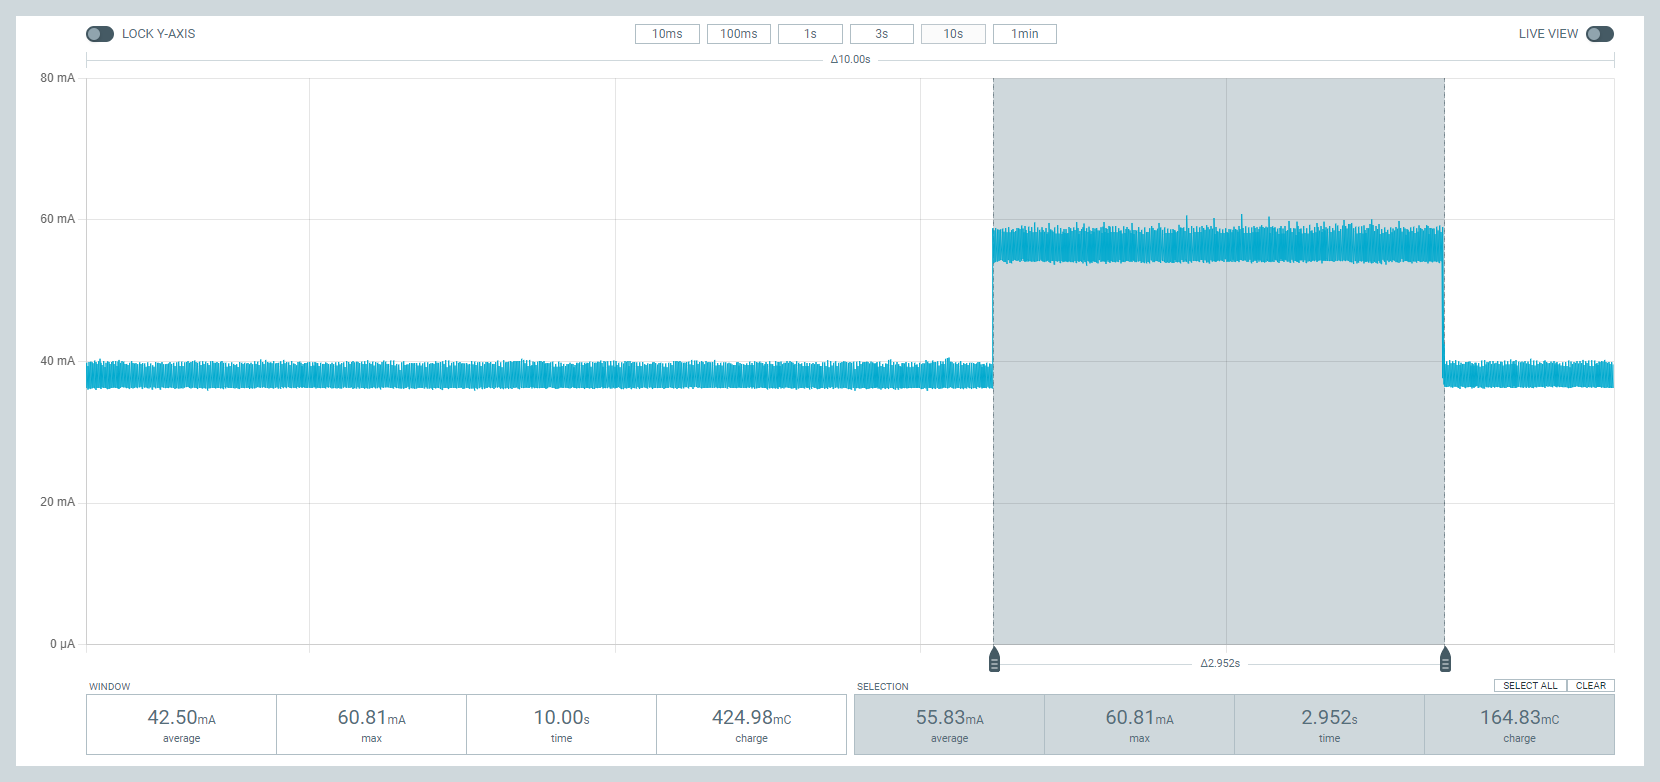 LOCK Y-AXIS 10ms 100ms 1s 3s 10s 1min LIVE VIEW
Δ10.00s
80 mA
60 mA
40 mA
20 mA
0 µA
Δ2.952s
WINDOW SELECTION SELECT ALL CLEAR
42.50mA 60.81mA 10.00s 424.98mC 55.83mA 60.81mA 2.952s 164.83mC
average max time charge average max time charge